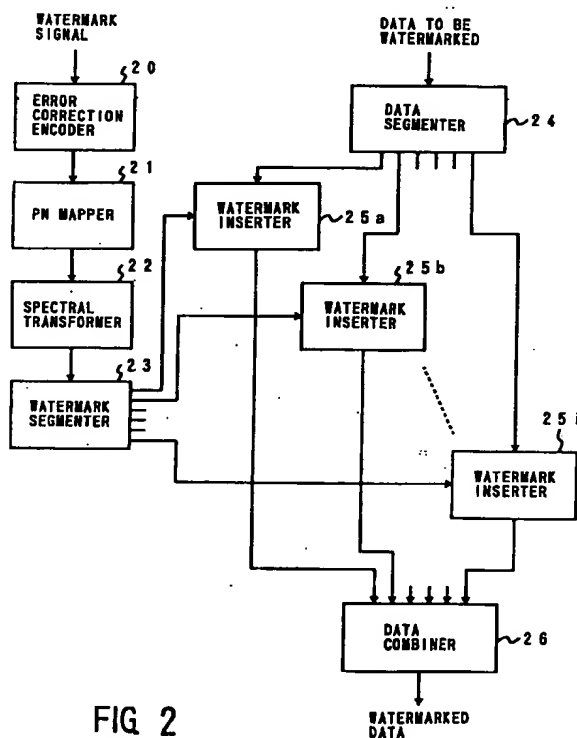 WATERMARK
SIGNAL
20
ERROR
CORRECTION
ENCODER
21
PN MAPPER
22
SPECTRAL
TRANSFORMER
23
WATERMARK
SEGMENTER
DATA TO BE
WATERMARKED
DATA
SEGMENTER
24
WATERMARK
INSERTER
25a
25b
WATERMARK
INSERTER
25i
WATERMARK
INSERTER
DATA
COMBINER
26
WATERMARKED
DATA
FIG. 2